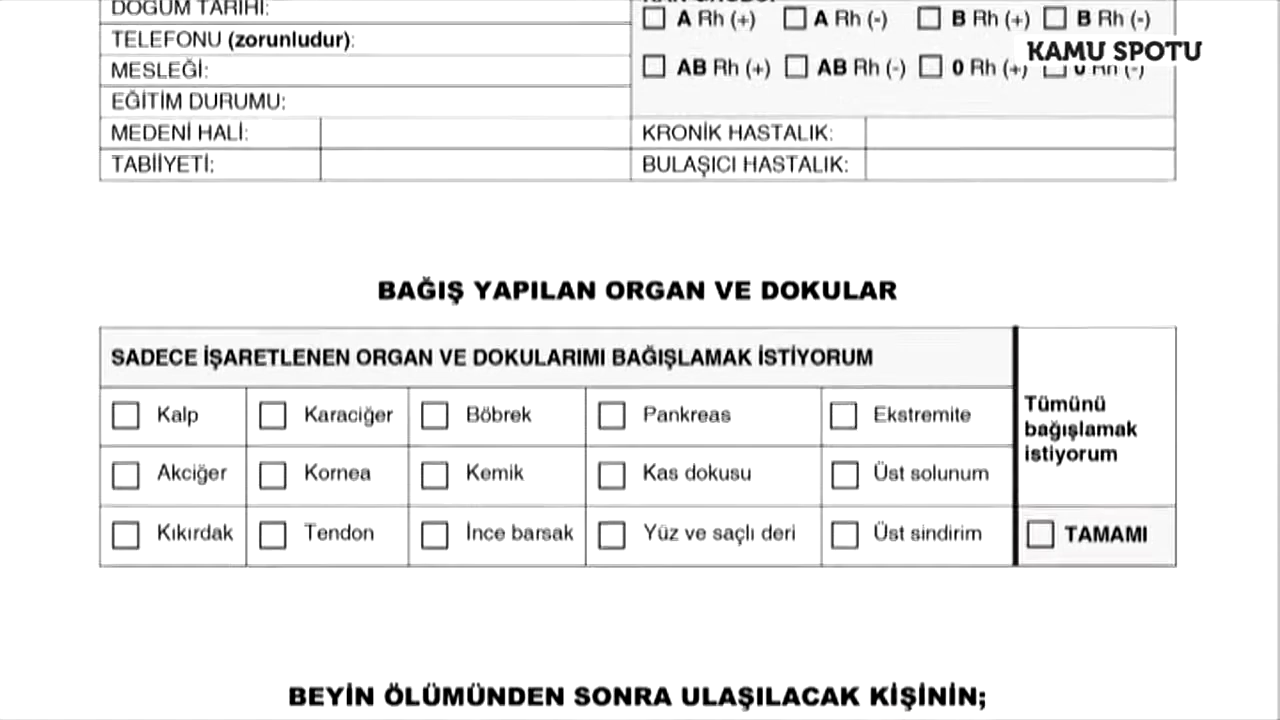 DOĞUM TARİHİ:
TELEFONU (zorunludur):
MESLEĞİ:
EĞİTİM DURUMU:
MEDENİ HALİ:
TABİİYETİ:
A Rh (+) A Rh (-) B Rh (+) B Rh (-)
KAMU SPOTU
AB Rh (+) AB Rh (-) 0 Rh (+) 0 Rh (-)
KRONİK HASTALIK:
BULAŞICI HASTALIK:
BAĞIŞ YAPILAN ORGAN VE DOKULAR
SADECE İŞARETLENEN ORGAN VE DOKULARIMI BAĞIŞLAMAK İSTİYORUM
Kalp Karaciğer Böbrek Pankreas Ekstremite
Akciğer Kornea Kemik Kas dokusu Üst solunum
Kıkırdak Tendon İnce barsak Yüz ve saçlı deri Üst sindirim
Tümünü
bağışlamak
istiyorum
TAMAMI
BEYİN ÖLÜMÜNDEN SONRA ULAŞILACAK KİŞİNİN;